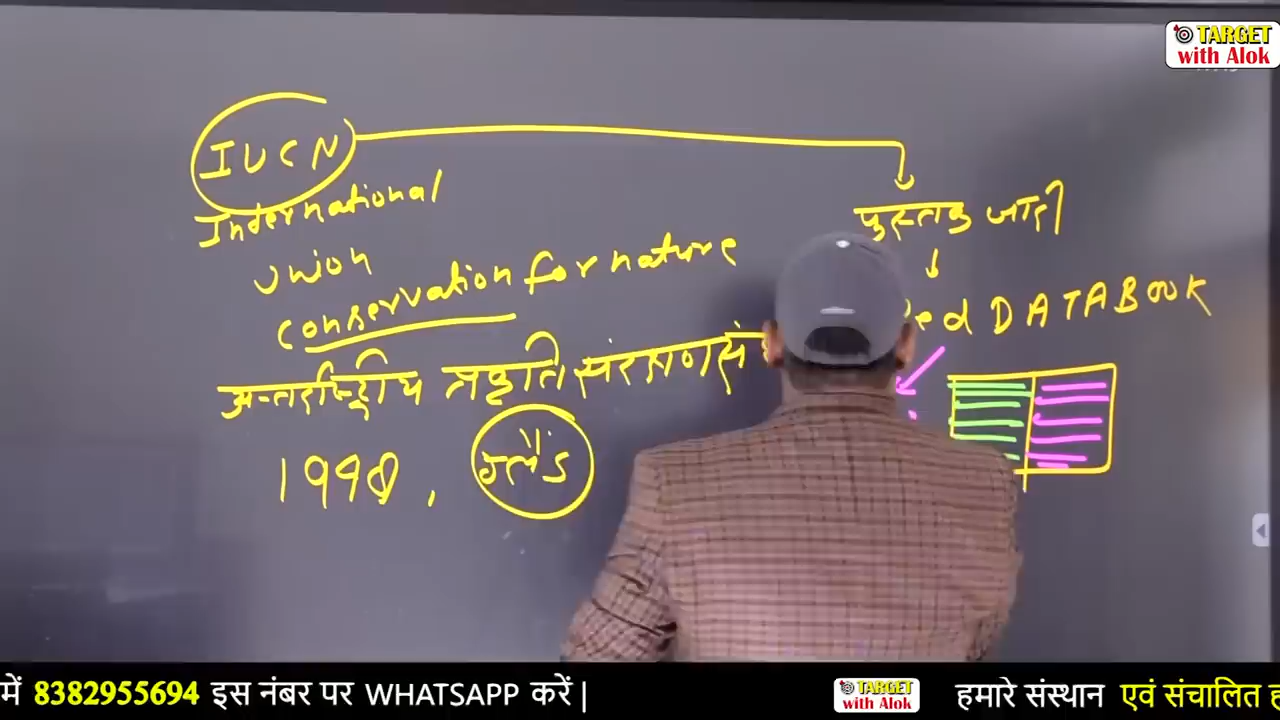 TARGET
with Alok
IUCN
International
union
conservation for nature
अन्तर्राष्ट्रीय प्रकृति संरक्षण
1948,
ग्लैंड
पुस्तक जारी
Red DATABOOK
में 8382955694 इस नंबर पर WHATSAPP करें |
TARGET
with Alok
हमारे संस्थान एवं संचालित